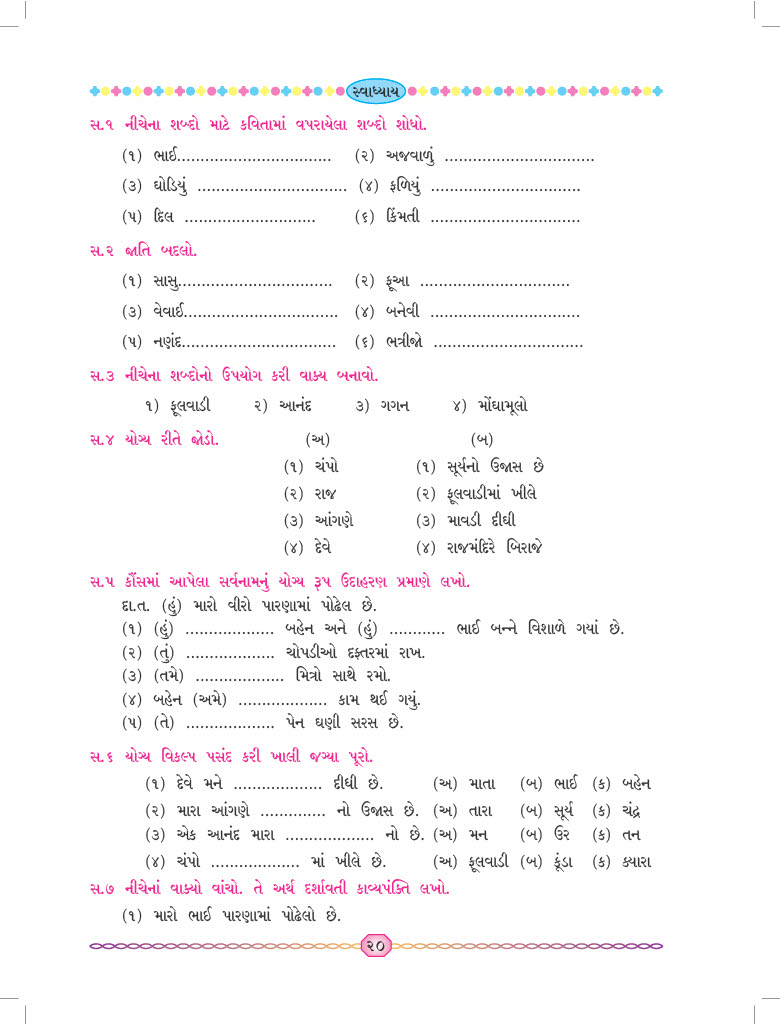 સ્વાધ્યાય
સ.૧ નીચેના શબ્દો માટે કવિતામાં વપરાયેલા શબ્દો શોધો.
(૧) ભાઈ................................. (૨) અજવાળું ................................
(૩) ઘોડિયું ................................ (૪) ફળિયું ................................
(૫) દિલ ............................ (૬) કિંમતી ................................
સ.૨ જાતિ બદલો.
(૧) સાસુ................................. (૨) ફૂઆ ................................
(૩) વેવાઈ................................. (૪) બનેવી ................................
(૫) નણંદ................................. (૬) ભત્રીજો ................................
સ.૩ નીચેના શબ્દોનો ઉપયોગ કરી વાક્ય બનાવો.
૧) ફૂલવાડી ૨) આનંદ ૩) ગગન ૪) મોંઘામૂલો
સ.૪ યોગ્ય રીતે જોડો. (અ) (બ)
(૧) ચંપો (૧) સૂર્યનો ઉજાસ છે
(૨) રાજ (૨) ફૂલવાડીમાં ખીલે
(૩) આંગણે (૩) માવડી દીઘી
(૪) દેવે (૪) રાજમંદિરે બિરાજે
સ.૫ કૌંસમાં આપેલા સર્વનામનું યોગ્ય રૂપ ઉદાહરણ પ્રમાણે લખો.
દા.ત. (હું) મારો વીરો પારણામાં પોઢેલ છે.
(૧) (હું) ................... બહેન અને (હું) ............ ભાઈ બન્ને વિશાળે ગયાં છે.
(૨) (તું) ................... ચોપડીઓ દફ્તરમાં રાખ.
(૩) (તમે) ................... મિત્રો સાથે રમો.
(૪) બહેન (અમે) ................... કામ થઈ ગયું.
(૫) (તે) ................... પેન ઘણી સરસ છે.
સ.૬ યોગ્ય વિકલ્પ પસંદ કરી ખાલી જગ્યા પૂરો.
(૧) દેવે મને ................... દીઘી છે. (અ) માતા (બ) ભાઈ (ક) બહેન
(૨) મારા આંગણે .............. નો ઉજાસ છે. (અ) તારા (બ) સૂર્ય (ક) ચંદ્ર
(૩) એક આનંદ મારા ................... નો છે. (અ) મન (બ) ઉર (ક) તન
(૪) ચંપો ................... માં ખીલે છે. (અ) ફૂલવાડી (બ) કૂંડા (ક) ક્યારા
સ.૭ નીચેનાં વાક્યો વાંચો. તે અર્થ દર્શાવતી કાવ્યપંક્તિ લખો.
(૧) મારો ભાઈ પારણામાં પોઢેલો છે.
૨૦